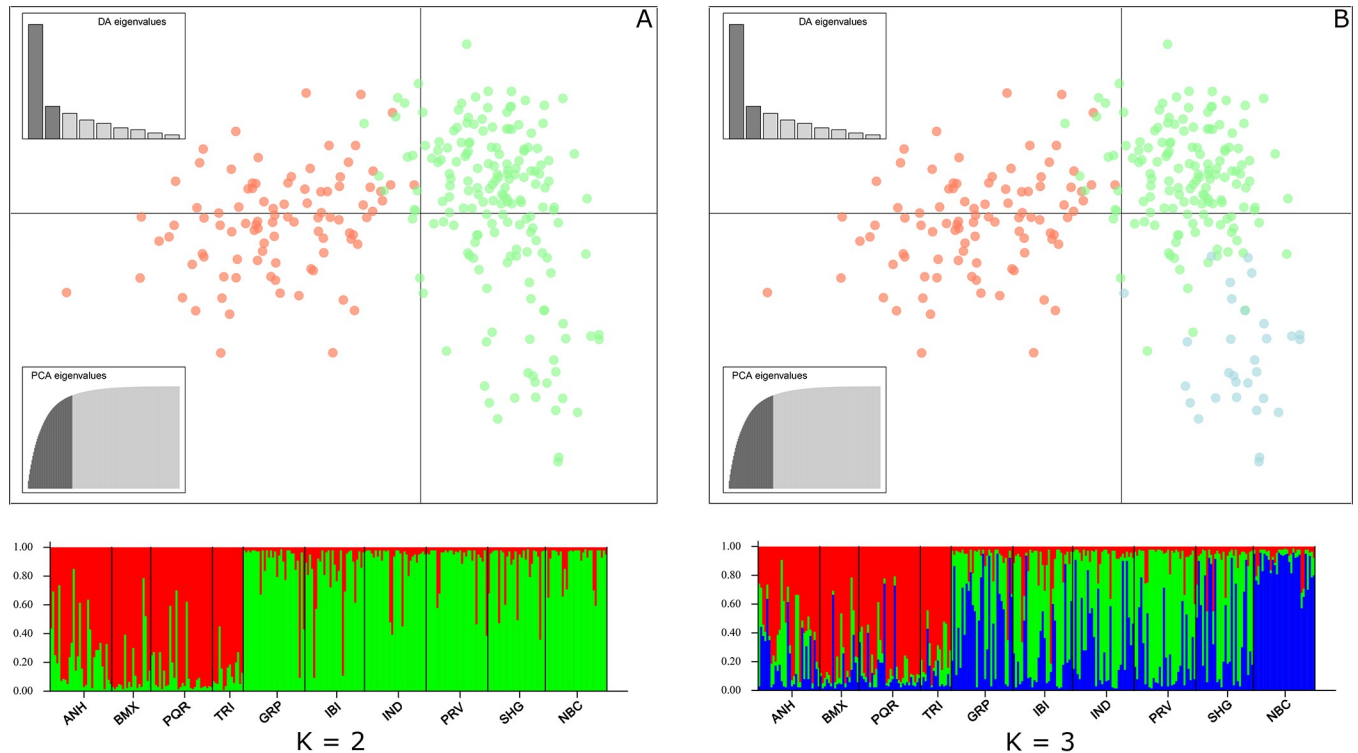 A
DA eigenvalues
PCA eigenvalues
B
DA eigenvalues
PCA eigenvalues
1.00
0.80
0.60
0.40
0.20
0.00
ANH BMX PQR TRI GRP IBI IND PRV SHG NBC
K = 2
1.00
0.80
0.60
0.40
0.20
0.00
ANH BMX PQR TRI GRP IBI IND PRV SHG NBC
K = 3